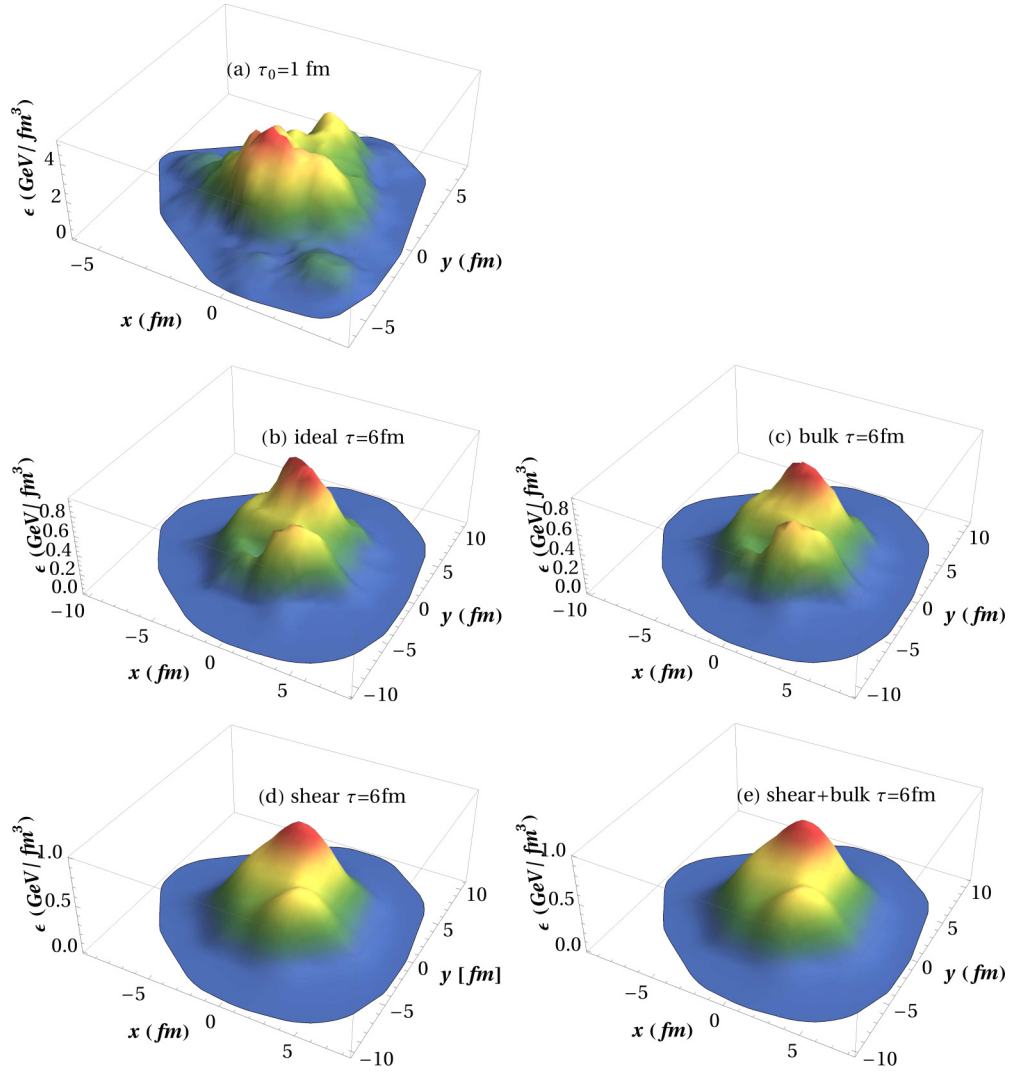 (a) τ₀=1 fm
ϵ (GeV/fm³)
4
2
0
−5
0
x (fm)
5
0
−5
y (fm)
(b) ideal τ=6fm
ϵ (GeV/fm³)
0.8
0.6
0.4
0.2
0.0
−10
−5
0
5
x (fm)
10
5
0
−5
−10
y (fm)
(c) bulk τ=6fm
ϵ (GeV/fm³)
0.8
0.6
0.4
0.2
0.0
−10
−5
0
5
x (fm)
10
5
0
−5
−10
y (fm)
(d) shear τ=6fm
ϵ (GeV/fm³)
1.0
0.5
0.0
−5
0
5
x (fm)
10
5
0
−5
−10
y [fm]
(e) shear+bulk τ=6fm
ϵ (GeV/fm³)
1.0
0.5
0.0
−5
0
5
x (fm)
10
5
0
−5
−10
y (fm)